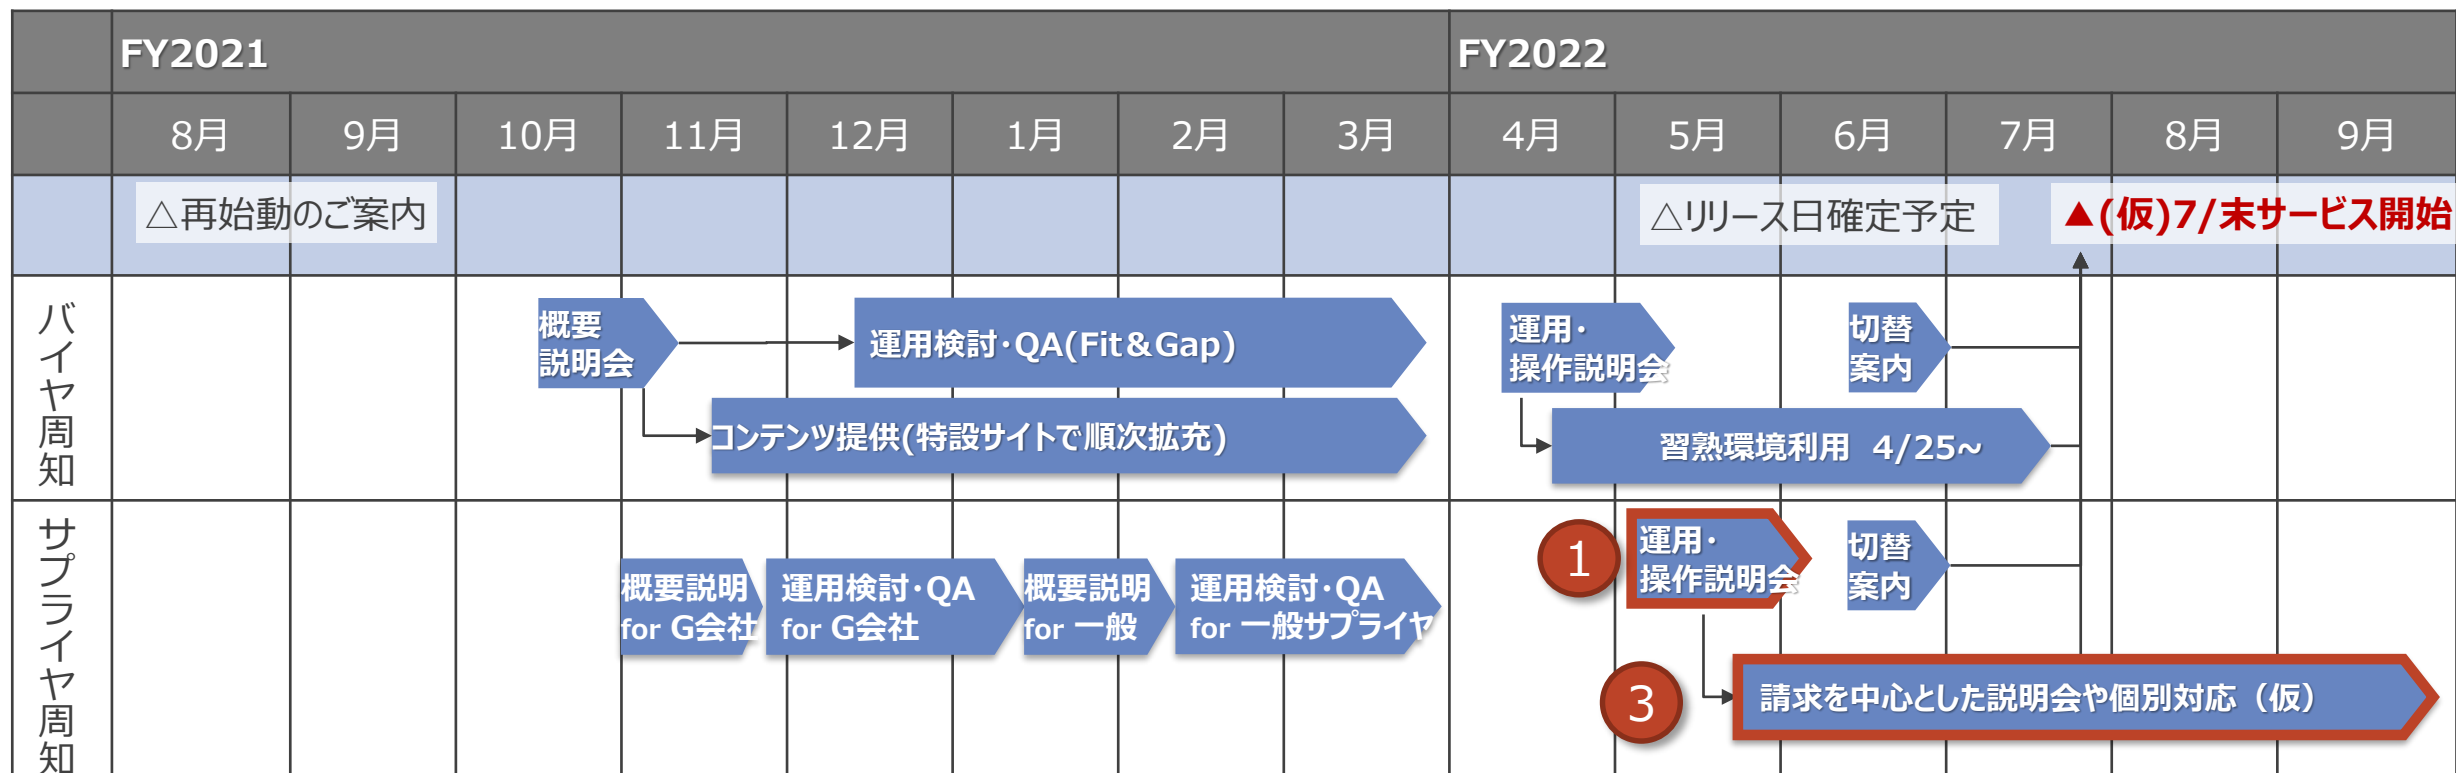 FY2021
FY2022
8月
9月
10月
11月
12月
1月
2月
3月
4月
5月
6月
7月
8月
9月
△再始動のご案内
△リリース日確定予定
▲(仮)7/末サービス開始
バイヤ周知
概要
説明会
運用検討・QA(Fit&Gap)
運用・
操作説明会
切替
案内
コンテンツ提供(特設サイトで順次拡充)
習熟環境利用 4/25~
サプライヤ周知
概要説明
for G会社
運用検討・QA
for G会社
概要説明
for 一般
運用検討・QA
for 一般サプライヤ
1
運用・
操作説明会
切替
案内
3
請求を中心とした説明会や個別対応（仮）